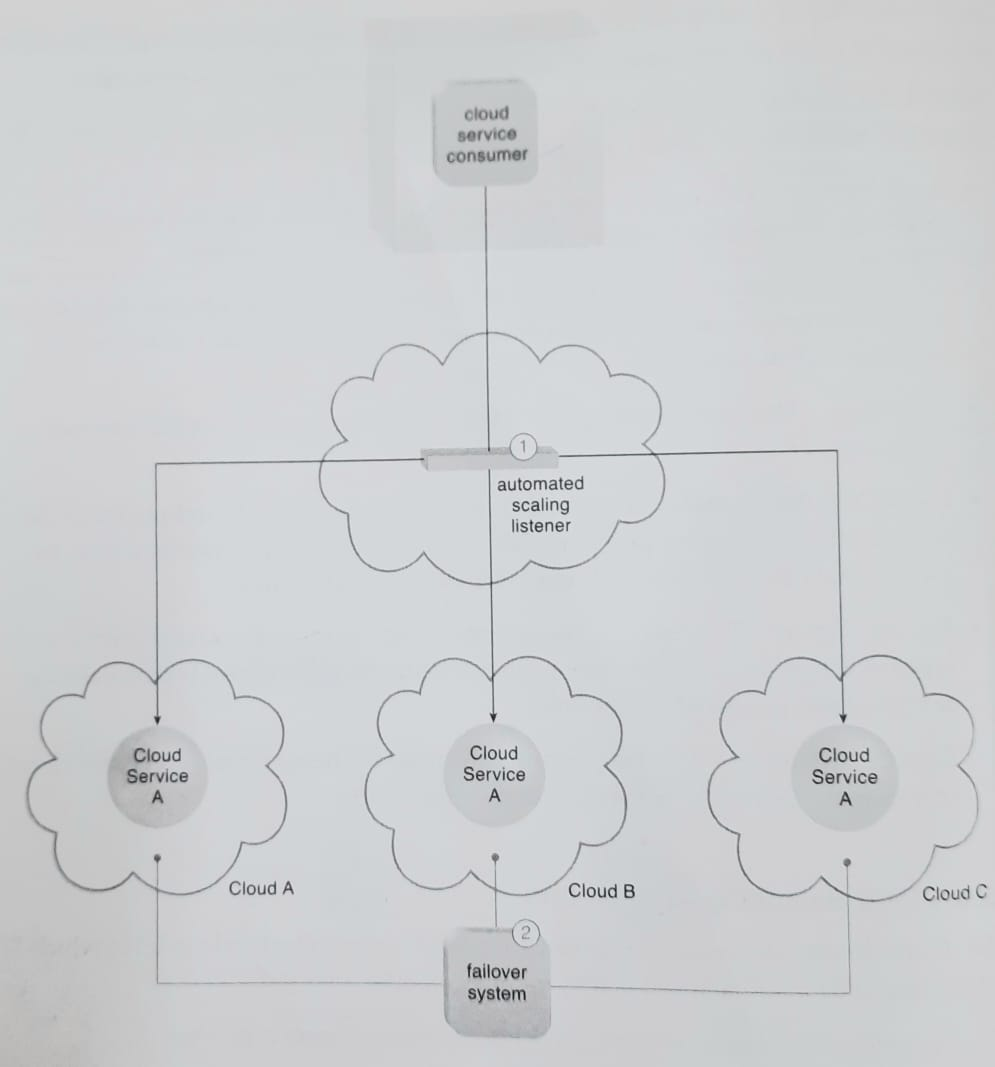 cloud
service
consumer
1
automated
scaling
listener
Cloud
Service
A
Cloud A
Cloud
Service
A
Cloud B
Cloud
Service
A
Cloud C
2
failover
system